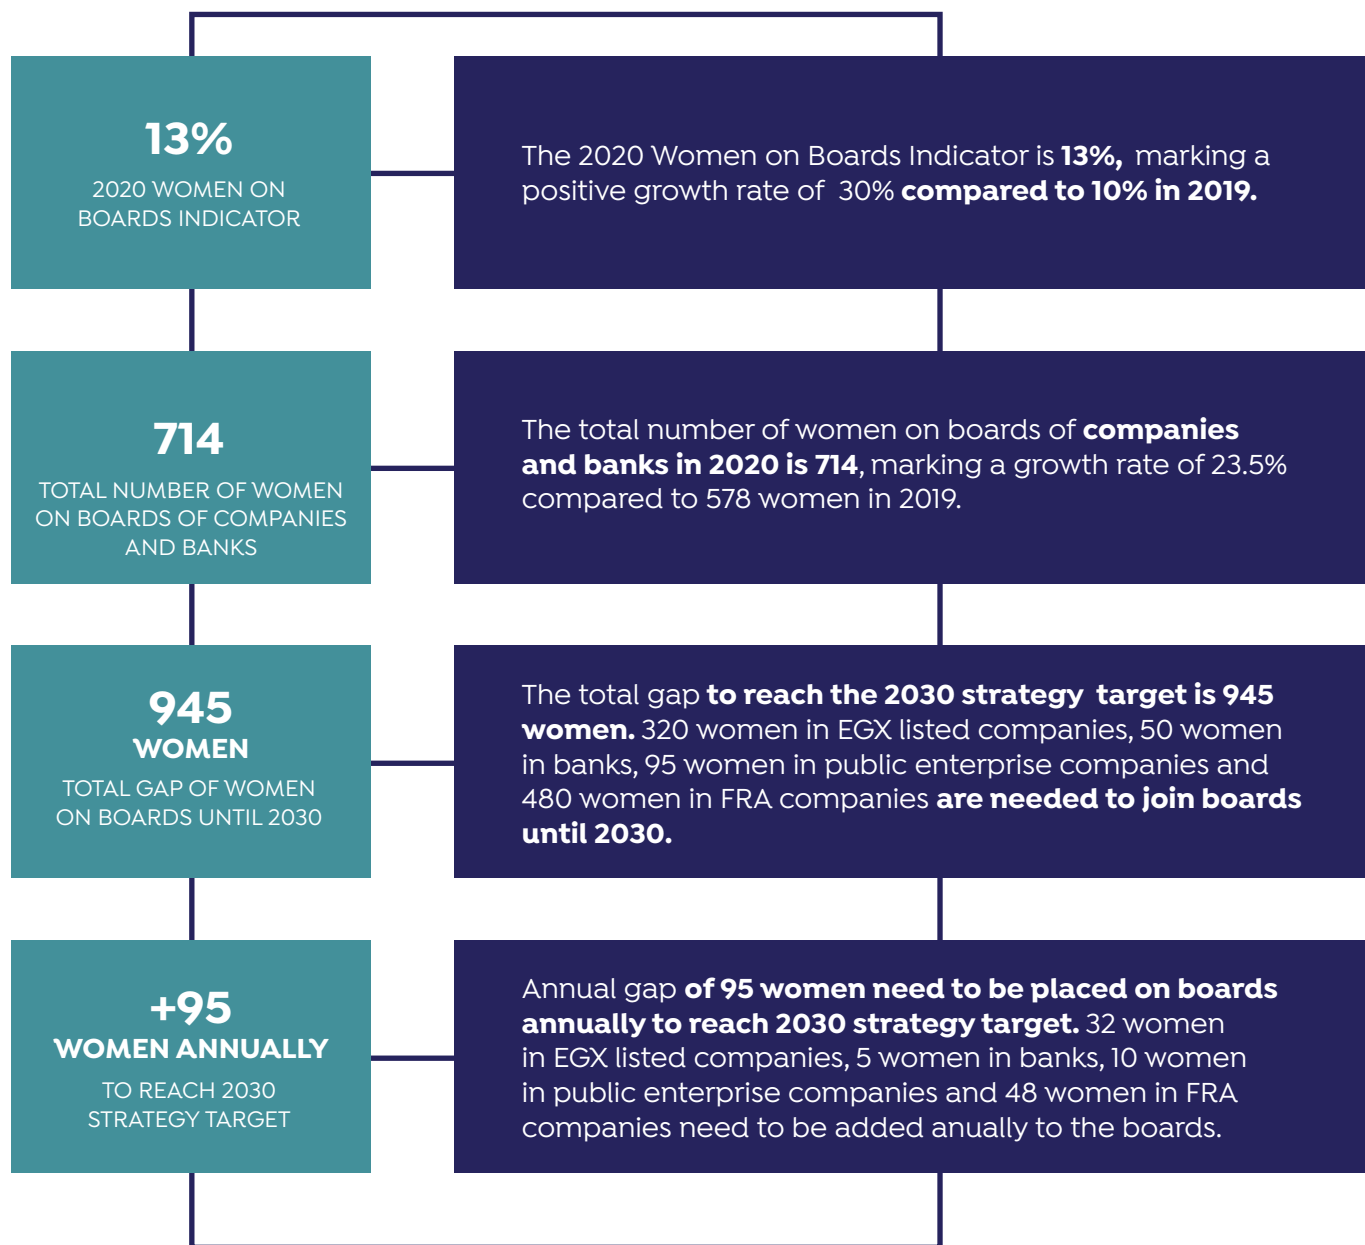 13%
2020 WOMEN ON
BOARDS INDICATOR
The 2020 Women on Boards Indicator is 13%, marking a
positive growth rate of 30% compared to 10% in 2019.
714
TOTAL NUMBER OF WOMEN
ON BOARDS OF COMPANIES
AND BANKS
The total number of women on boards of companies
and banks in 2020 is 714, marking a growth rate of 23.5%
compared to 578 women in 2019.
945
WOMEN
TOTAL GAP OF WOMEN
ON BOARDS UNTIL 2030
The total gap to reach the 2030 strategy target is 945
women. 320 women in EGX listed companies, 50 women
in banks, 95 women in public enterprise companies and
480 women in FRA companies are needed to join boards
until 2030.
+95
WOMEN ANNUALLY
TO REACH 2030
STRATEGY TARGET
Annual gap of 95 women need to be placed on boards
annually to reach 2030 strategy target. 32 women
in EGX listed companies, 5 women in banks, 10 women
in public enterprise companies and 48 women in FRA
companies need to be added anually to the boards.